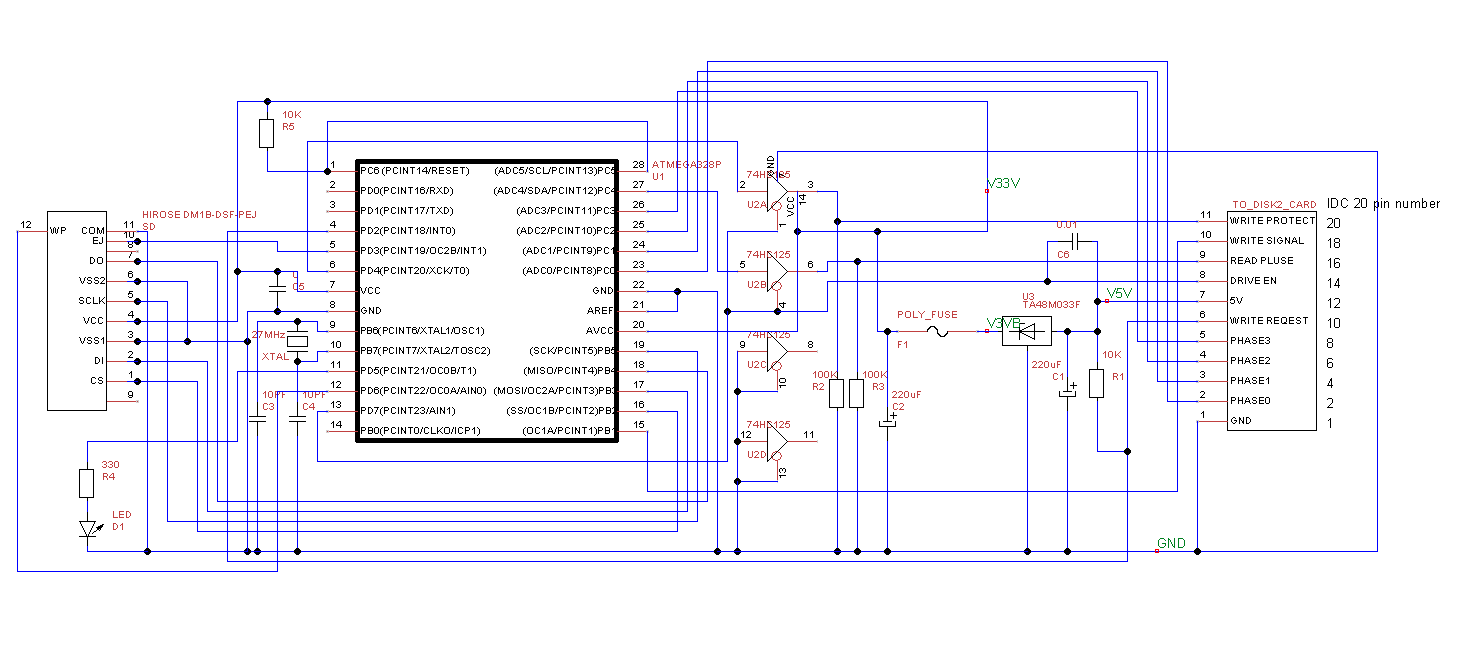 10K
R5
1 PC6(PCINT14/RESET)
2 PD0(PCINT16/RXD)
3 PD1(PCINT17/TXD)
4 PD2(PCINT18/INT0)
5 PD3(PCINT19/OC2B/INT1)
6 PD4(PCINT20/XCK/T0)
7 VCC
8 GND
9 PB6(PCINT6/XTAL1/OSC1)
10 PB7(PCINT7/XTAL2/TOSC2)
11 PD5(PCINT21/OC0B/T1)
12 PD6(PCINT22/OC0A/AIN0)
13 PD7(PCINT23/AIN1)
14 PB0(PCINT0/CLKO/ICP1)
(ADC5/SCL/PCINT13)PC5 28
(ADC4/SDA/PCINT12)PC4 27
(ADC3/PCINT11)PC3 26
(ADC2/PCINT10)PC2 25
(ADC1/PCINT9)PC1 24
(ADC0/PCINT8)PC0 23
GND 22
AREF 21
AVCC 20
(SCK/PCINT5)PB5 19
(MISO/PCINT4)PB4 18
(MOSI/OC2A/PCINT3)PB3 17
(SS/OC1B/PCINT2)PB2 16
(OC1A/PCINT1)PB1 15
ATMEGA328P
U1
HIROSE DM1B-DSF-PEJ
SD
12 WP
COM 11
EJ 10
8
DO 7
VSS2 6
SCLK 5
VCC 4
VSS1 3
DI 2
CS 1
9
C5
27MHz
XTAL
10PF
C3
10PF
C4
330
R4
LED
D1
GND
2
3
VCC
14
U2A
1
74HC125
5
6
U2B
4
74HC125
9
8
U2C
10
74HC125
12
11
U2D
13
100K
R2
100K
R3
220uF
C2
POLY_FUSE
F1
V33V
V3VB
U3
TA48M033F
C6
V5V
220uF
C1
10K
R1
GND
TO_DISK2_CARD IDC 20 pin number
11 WRITE PROTECT 20
10 WRITE SIGNAL 18
9 READ PLUSE 16
8 DRIVE EN 14
7 5V 12
6 WRITE REQEST 10
5 PHASE3 8
4 PHASE2 6
3 PHASE1 4
2 PHASE0 2
1 GND 1